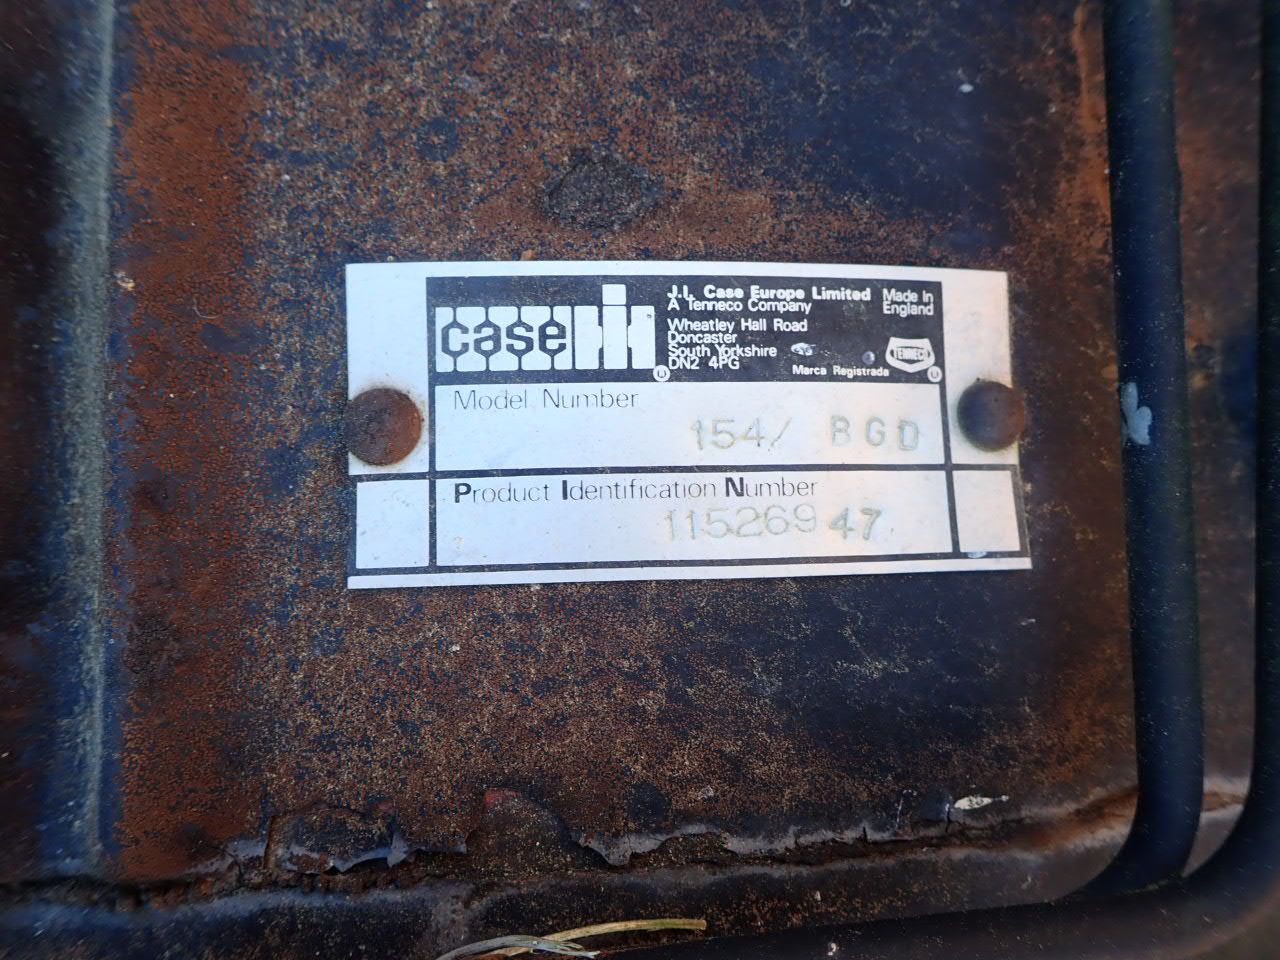 case IH
J.I. Case Europe Limited
A Tenneco Company
Wheatley Hall Road
Doncaster
South Yorkshire
DN2 4PG
Made In
England
TENNECO
Marca Registrada
Model Number
154/ BGD
Product Identification Number
11526947